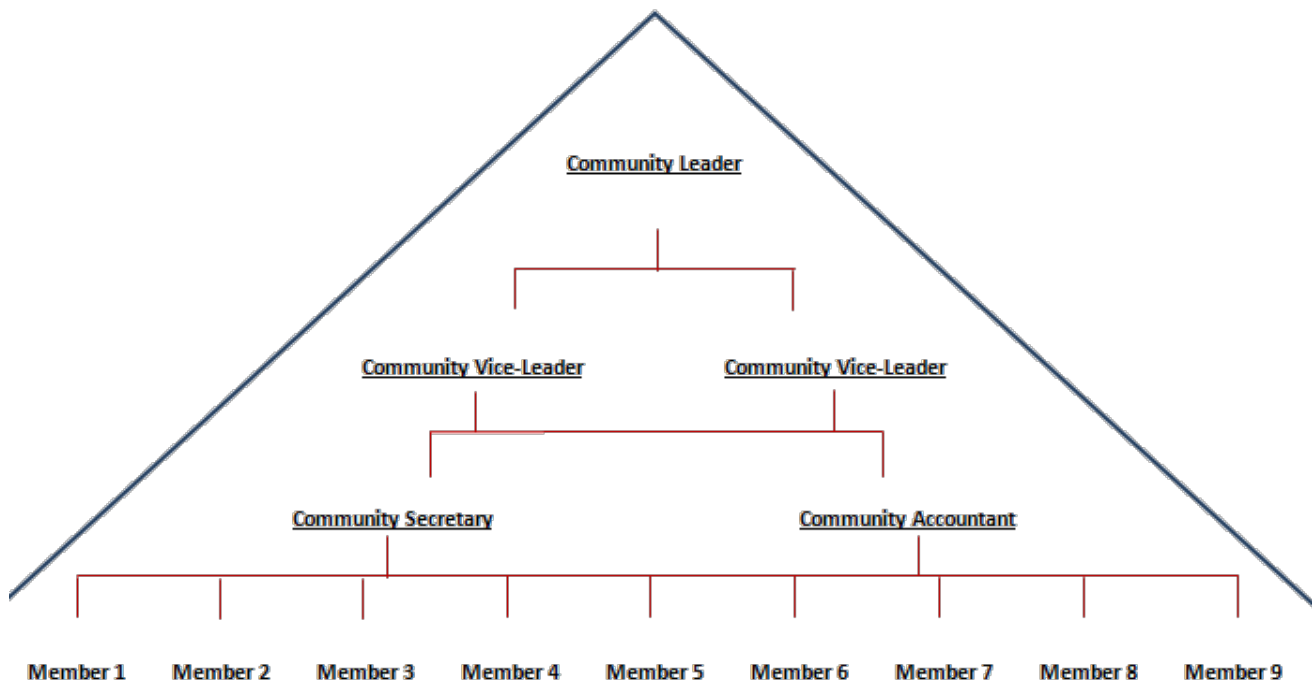 Community Leader
Community Vice-Leader Community Vice-Leader
Community Secretary Community Accountant
Member 1 Member 2 Member 3 Member 4 Member 5 Member 6 Member 7 Member 8 Member 9